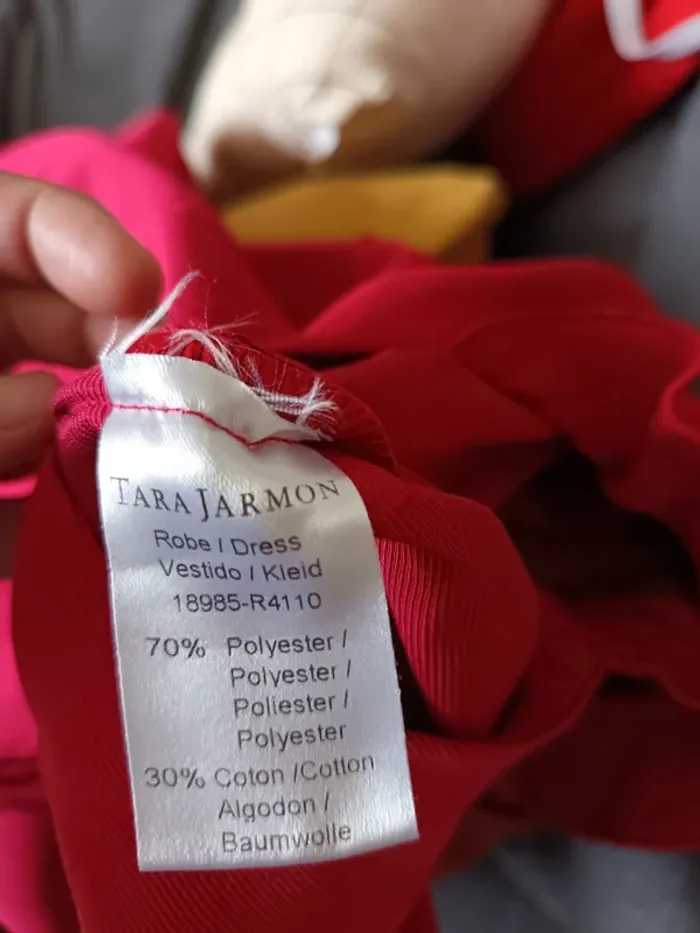 TARA JARMON
Robe / Dress
Vestido / Kleid
18985-R4110
70% Polyester /
Polyester /
Poliester /
Polyester
30% Coton /Cotton
Algodon /
Baumwolle